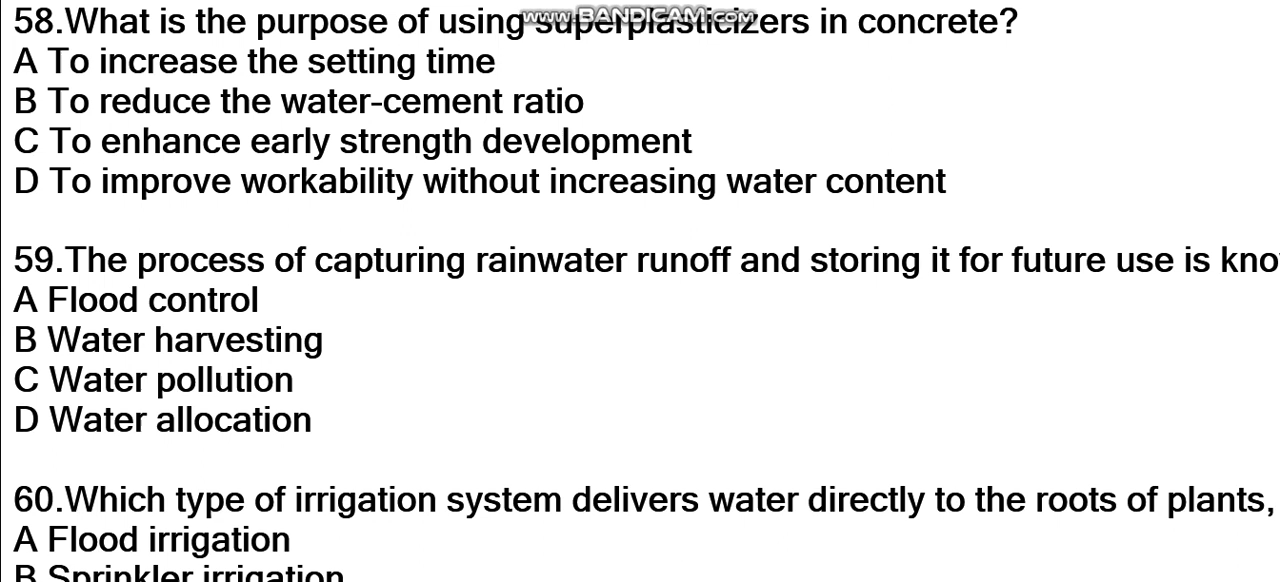 www.BANDICAM.com
58.What is the purpose of using superplasticizers in concrete?
A To increase the setting time
B To reduce the water-cement ratio
C To enhance early strength development
D To improve workability without increasing water content
59.The process of capturing rainwater runoff and storing it for future use is kno
A Flood control
B Water harvesting
C Water pollution
D Water allocation
60.Which type of irrigation system delivers water directly to the roots of plants,
A Flood irrigation
B Sprinkler irrigation